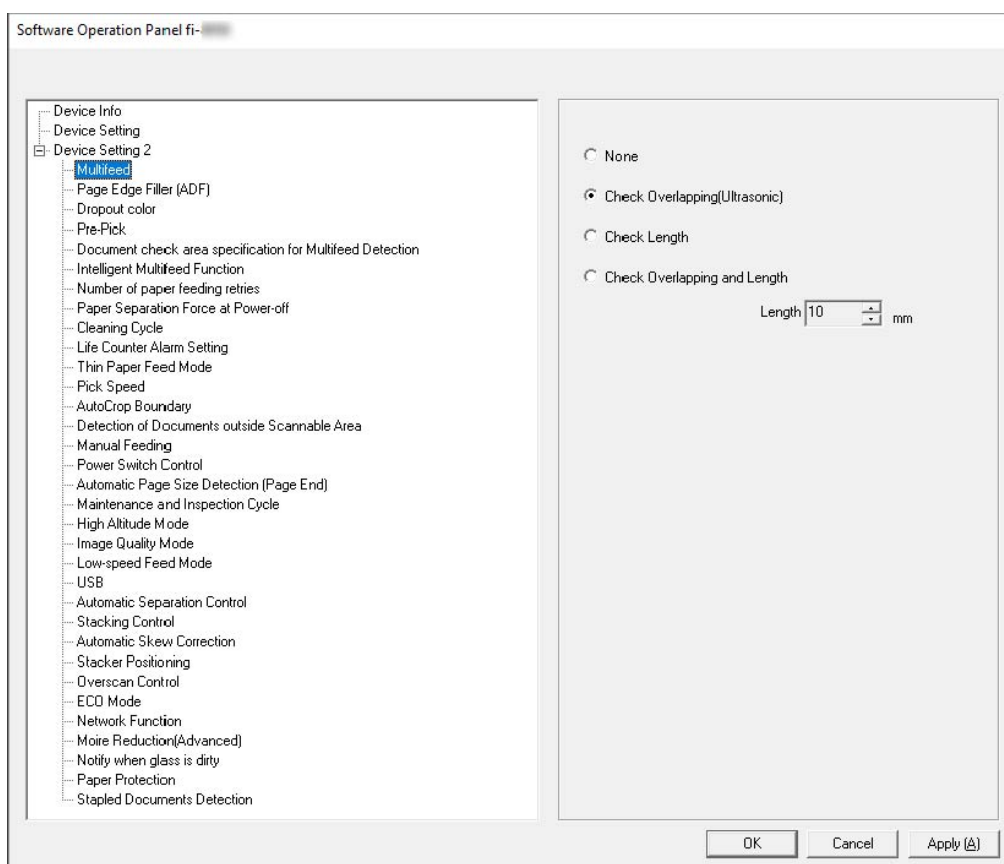 Software Operation Panel fi-
Device Info
Device Setting
Device Setting 2
Multifeed
Page Edge Filler (ADF)
Dropout color
Pre-Pick
Document check area specification for Multifeed Detection
Intelligent Multifeed Function
Number of paper feeding retries
Paper Separation Force at Power-off
Cleaning Cycle
Life Counter Alarm Setting
Thin Paper Feed Mode
Pick Speed
AutoCrop Boundary
Detection of Documents outside Scannable Area
Manual Feeding
Power Switch Control
Automatic Page Size Detection (Page End)
Maintenance and Inspection Cycle
High Altitude Mode
Image Quality Mode
Low-speed Feed Mode
USB
Automatic Separation Control
Stacking Control
Automatic Skew Correction
Stacker Positioning
Overscan Control
ECO Mode
Network Function
Moire Reduction(Advanced)
Notify when glass is dirty
Paper Protection
Stapled Documents Detection
None
Check Overlapping(Ultrasonic)
Check Length
Check Overlapping and Length
Length 10 mm
OK Cancel Apply (A)